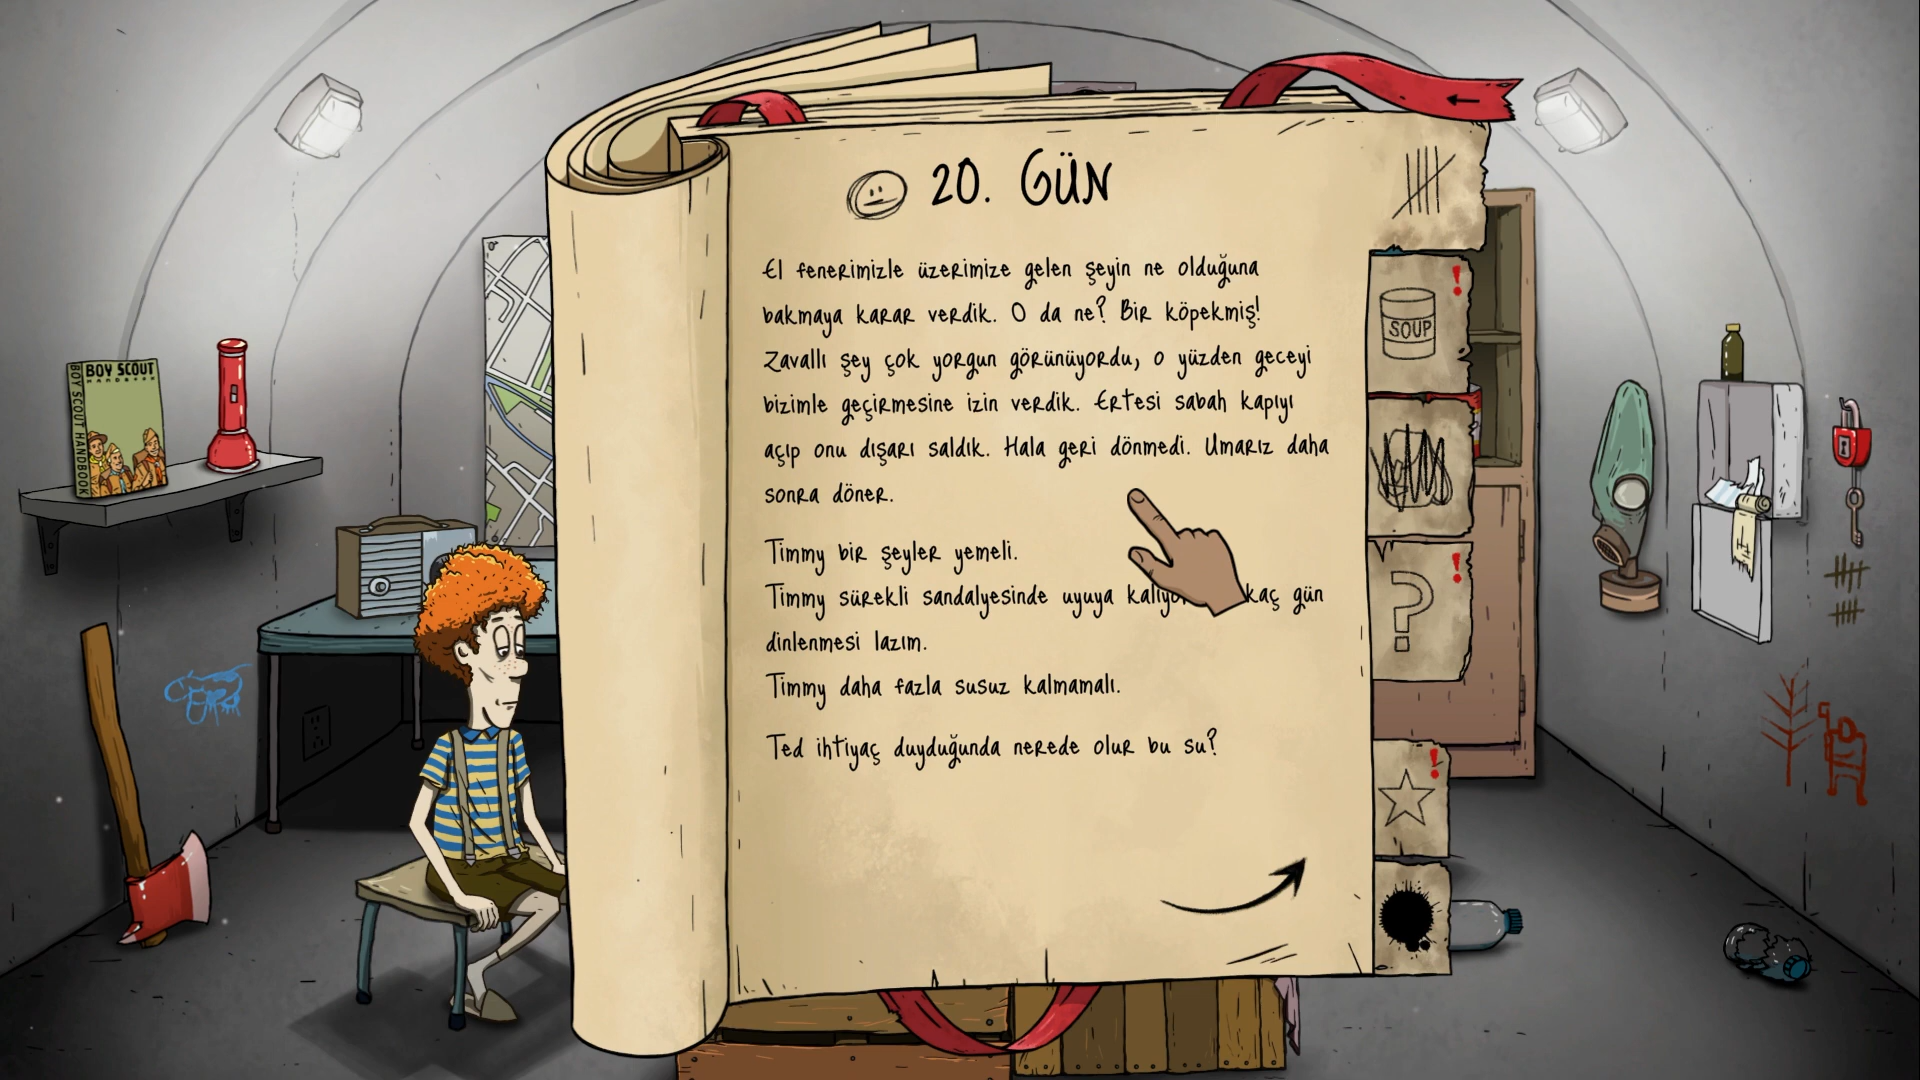 BOY SCOUT
HANDBOOK
BOY SCOUT HANDBOOK
20. GÜN
El fenerimizle üzerimize gelen şeyin ne olduğuna
bakmaya karar verdik. O da ne? Bir köpekmiş!
Zavallı şey çok yorgun görünüyordu, o yüzden geceyi
bizimle geçirmesine izin verdik. Ertesi sabah kapıyı
açıp onu dışarı saldık. Hala geri dönmedi. Umarız daha
sonra döner.
Timmy bir şeyler yemeli.
Timmy sürekli sandalyesinde uyuya kaç gün
dinlenmesi lazım.
Timmy daha fazla susuz kalmamalı.
Ted ihtiyaç duyduğunda nerede olur bu su?
!
SOUP
!
?
!